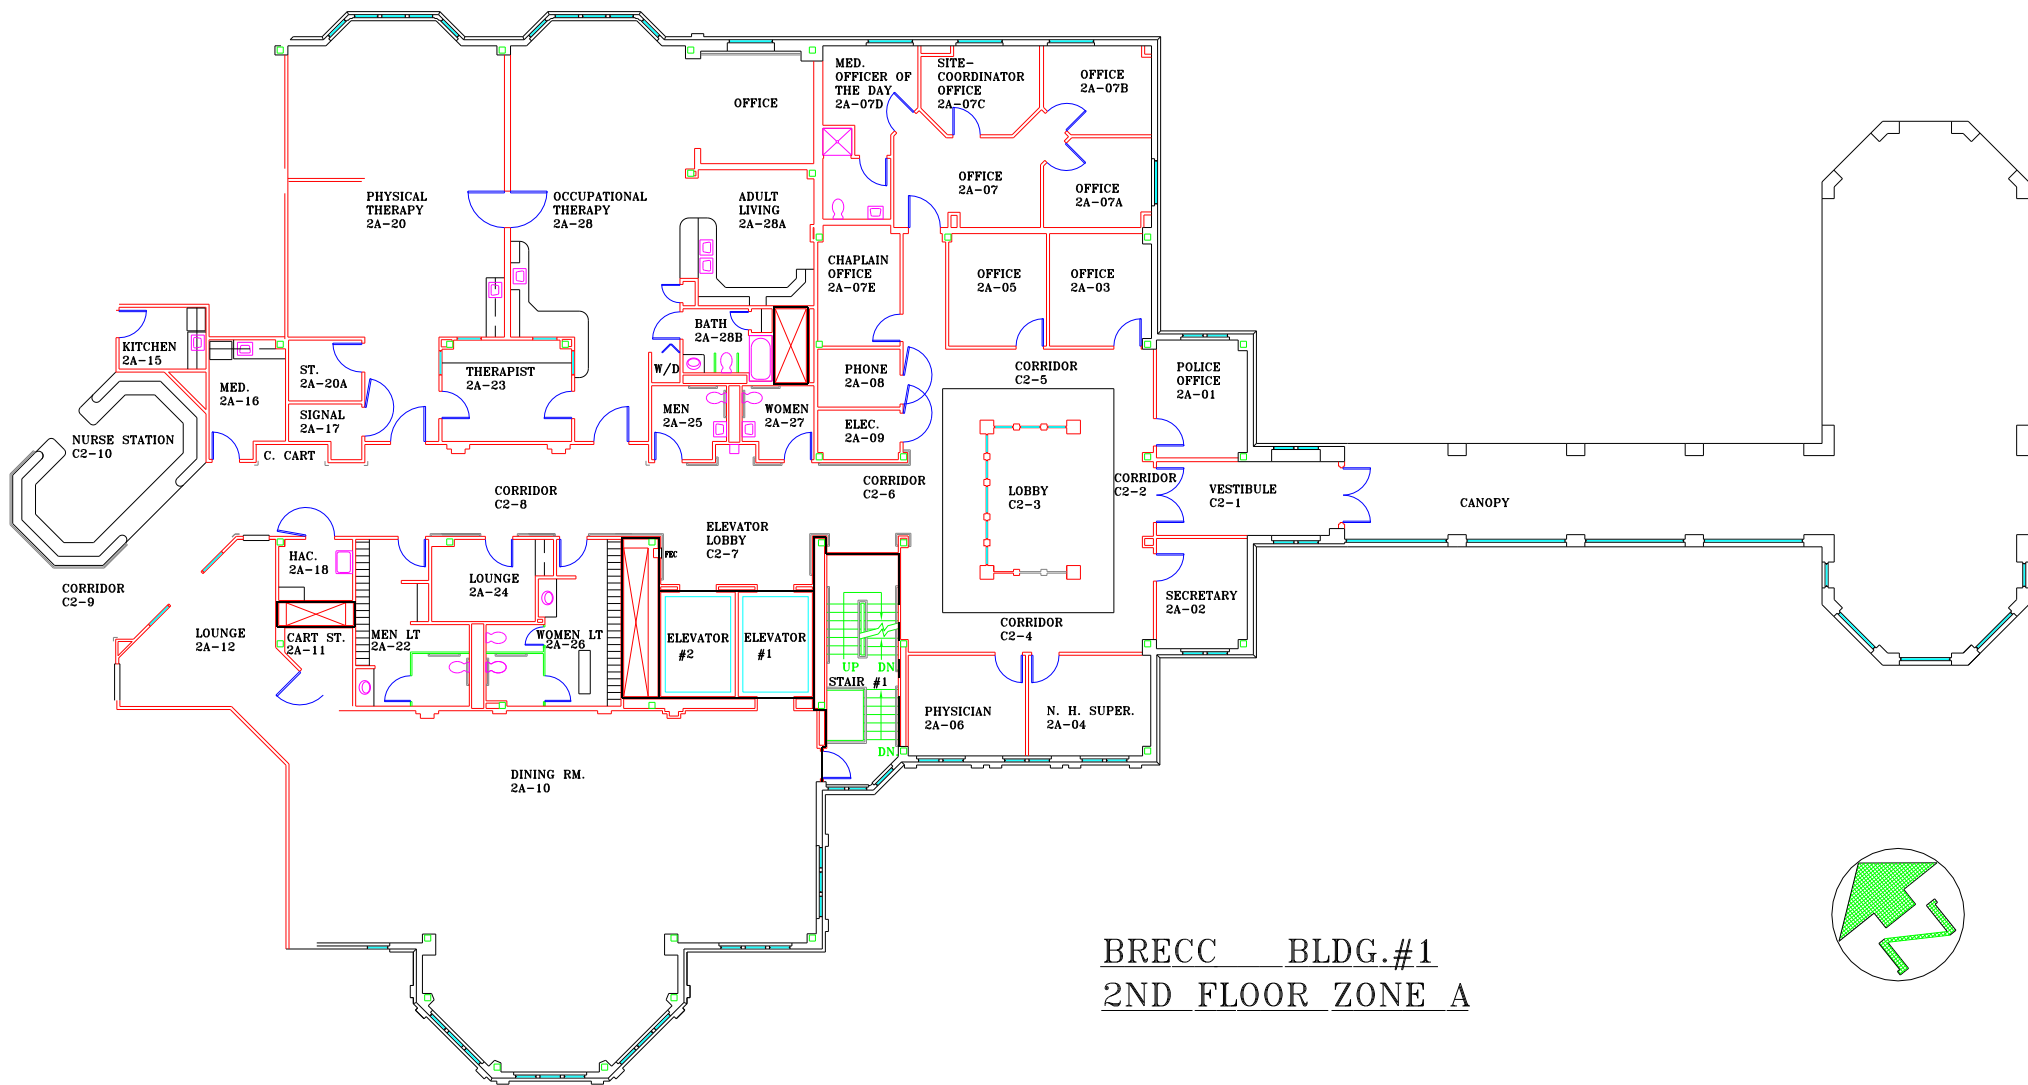 OFFICE
MED.
OFFICER OF
THE DAY
2A-07D
SITE-
COORDINATOR
OFFICE
2A-07C
OFFICE
2A-07B
PHYSICAL
THERAPY
2A-20
OCCUPATIONAL
THERAPY
2A-28
ADULT
LIVING
2A-28A
OFFICE
2A-07
OFFICE
2A-07A
CHAPLAIN
OFFICE
2A-07E
OFFICE
2A-05
OFFICE
2A-03
KITCHEN
2A-15
BATH
2A-28B
MED.
2A-16
ST.
2A-20A
THERAPIST
2A-23
W/D
PHONE
2A-08
CORRIDOR
C2-5
POLICE
OFFICE
2A-01
SIGNAL
2A-17
MEN
2A-25
WOMEN
2A-27
ELEC.
2A-09
NURSE STATION
C2-10
C. CART
CORRIDOR
C2-8
CORRIDOR
C2-6
LOBBY
C2-3
CORRIDOR
C2-2
VESTIBULE
C2-1
CANOPY
ELEVATOR
LOBBY
C2-7
FEC
HAC.
2A-18
CORRIDOR
C2-9
LOUNGE
2A-24
SECRETARY
2A-02
LOUNGE
2A-12
CART ST.
2A-11
MEN LT
2A-22
WOMEN LT
2A-26
ELEVATOR
#2
ELEVATOR
#1
CORRIDOR
C2-4
UP
DN
STAIR #1
DN
PHYSICIAN
2A-06
N. H. SUPER.
2A-04
DINING RM.
2A-10
BRECC BLDG.#1
2ND FLOOR ZONE A